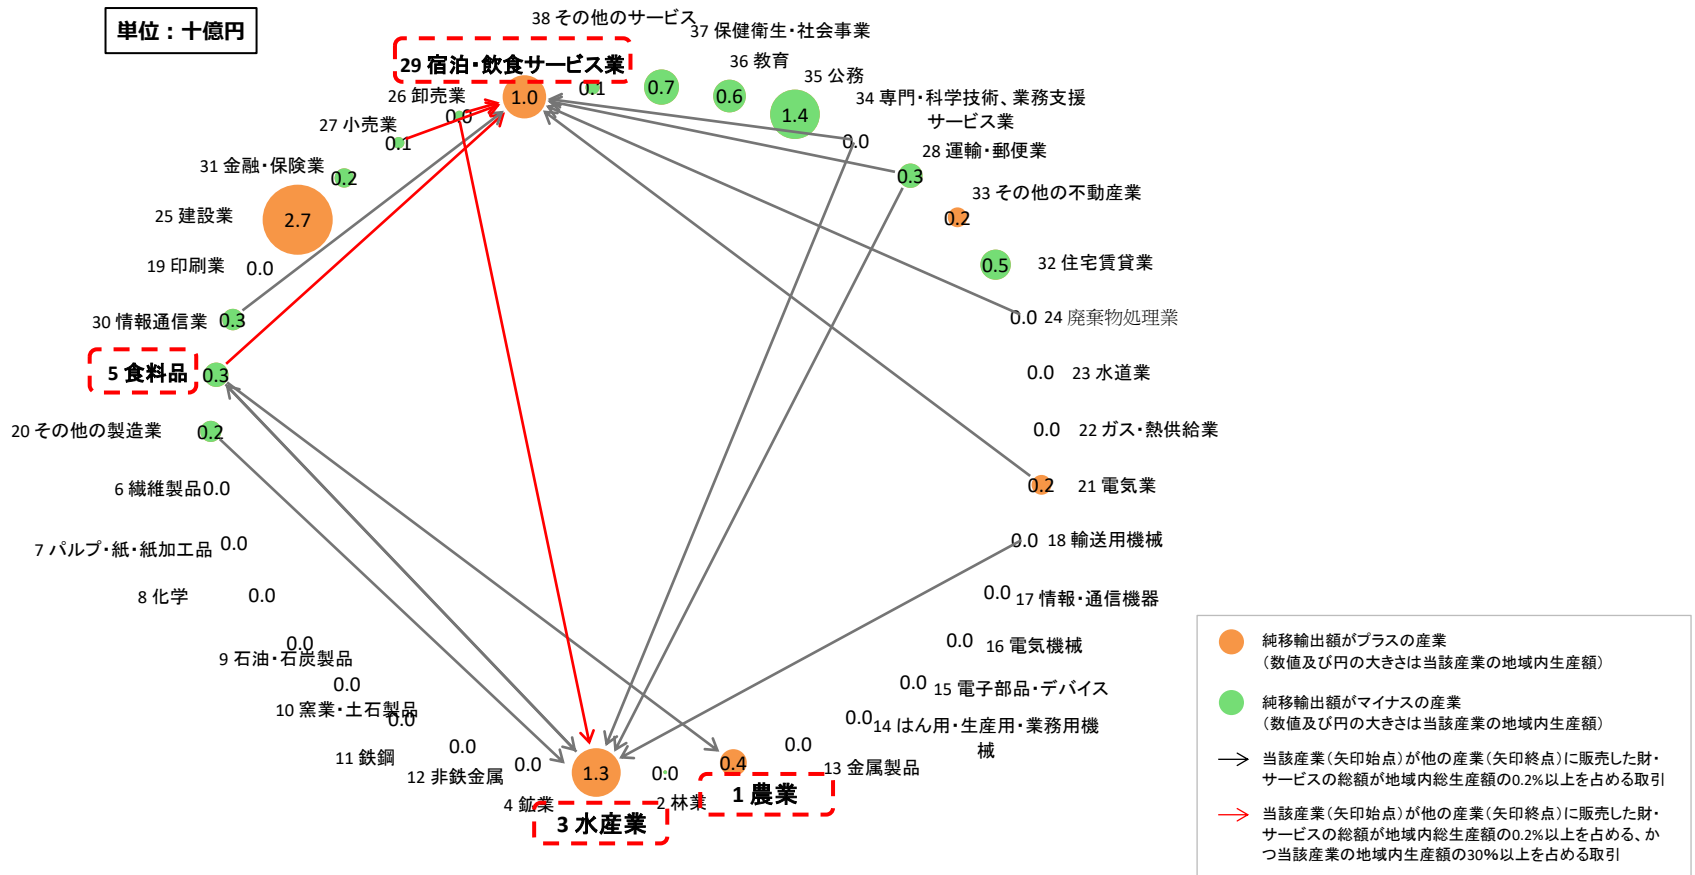 単位：十億円
38 その他のサービス
37 保健衛生・社会事業
29 宿泊・飲食サービス業
36 教育
35 公務
26 卸売業
1.0
0.1
0.7
0.6
1.4
34 専門・科学技術、業務支援
サービス業
0.0
27 小売業
0.1
0.0
28 運輸・郵便業
31 金融・保険業
0.2
0.3
33 その他の不動産業
25 建設業
2.7
0.2
19 印刷業
0.0
0.5
32 住宅賃貸業
30 情報通信業
0.3
0.0
24 廃棄物処理業
5 食料品
0.3
0.0
23 水道業
20 その他の製造業
0.2
0.0
22 ガス・熱供給業
6 繊維製品
0.0
0.2
21 電気業
7 パルプ・紙・紙加工品
0.0
0.0
18 輸送用機械
8 化学
0.0
0.0
17 情報・通信機器
0.0
9 石油・石炭製品
0.0
16 電気機械
0.0
10 窯業・土石製品
0.0
15 電子部品・デバイス
0.0
11 鉄鋼
0.0
14 はん用・生産用・業務用機
械
0.0
12 非鉄金属
0.0
13 金属製品
0.0
4 鉱業
1.3
3 水産業
0.0
2 林業
0.4
1 農業
純移輸出額がプラスの産業
（数値及び円の大きさは当該産業の地域内生産額）
純移輸出額がマイナスの産業
（数値及び円の大きさは当該産業の地域内生産額）
当該産業（矢印始点）が他の産業（矢印終点）に販売した財・
サービスの総額が地域内総生産額の0.2%以上を占める取引
当該産業（矢印始点）が他の産業（矢印終点）に販売した財・
サービスの総額が地域内総生産額の0.2%以上を占める、か
つ当該産業の地域内生産額の30%以上を占める取引